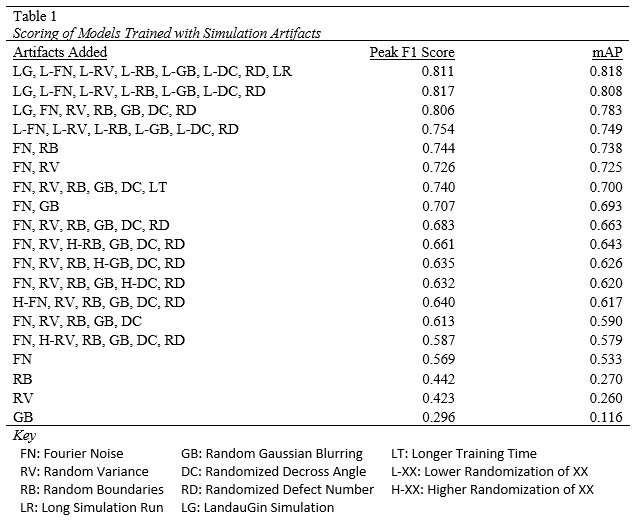 Table 1
Scoring of Models Trained with Simulation Artifacts
Artifacts Added Peak F1 Score mAP
LG, L-FN, L-RV, L-RB, L-GB, L-DC, RD, LR 0.811 0.818
LG, L-FN, L-RV, L-RB, L-GB, L-DC, RD 0.817 0.808
LG, FN, RV, RB, GB, DC, RD 0.806 0.783
L-FN, L-RV, L-RB, L-GB, L-DC, RD 0.754 0.749
FN, RB 0.744 0.738
FN, RV 0.726 0.725
FN, RV, RB, GB, DC, LT 0.740 0.700
FN, GB 0.707 0.693
FN, RV, RB, GB, DC, RD 0.683 0.663
FN, RV, H-RB, GB, DC, RD 0.661 0.643
FN, RV, RB, H-GB, DC, RD 0.635 0.626
FN, RV, RB, GB, H-DC, RD 0.632 0.620
H-FN, RV, RB, GB, DC, RD 0.640 0.617
FN, RV, RB, GB, DC 0.613 0.590
FN, H-RV, RB, GB, DC, RD 0.587 0.579
FN 0.569 0.533
RB 0.442 0.270
RV 0.423 0.260
GB 0.296 0.116
Key
FN: Fourier Noise GB: Random Gaussian Blurring LT: Longer Training Time
RV: Random Variance DC: Randomized Decross Angle L-XX: Lower Randomization of XX
RB: Random Boundaries RD: Randomized Defect Number H-XX: Higher Randomization of XX
LR: Long Simulation Run LG: LandauGin Simulation